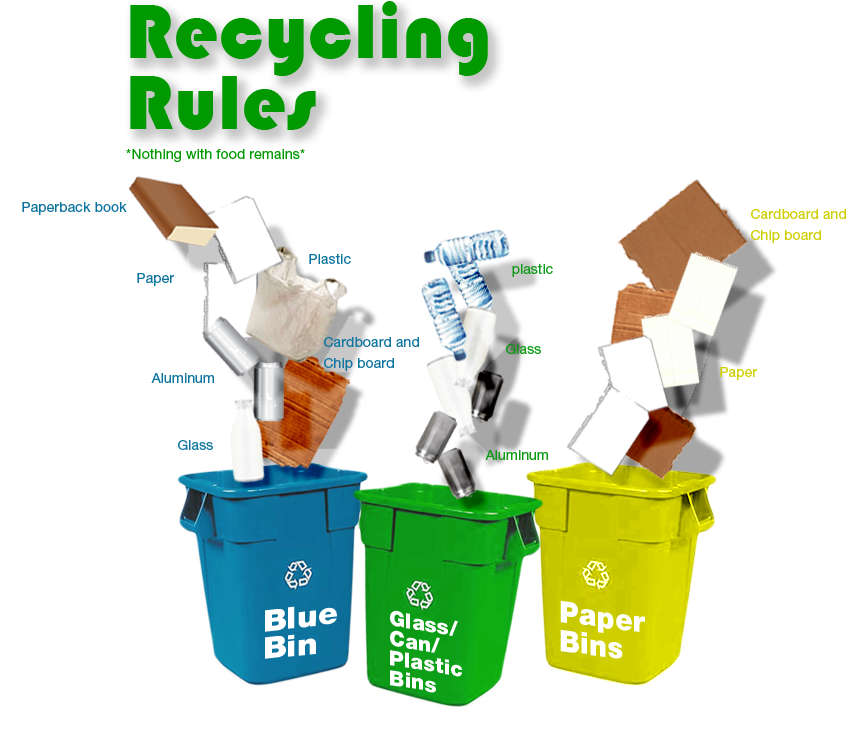 Recycling
Rules
*Nothing with food remains*
Paperback book
Paper
Plastic
Cardboard and
Chip board
Aluminum
Glass
plastic
Glass
Aluminum
Cardboard and
Chip board
Paper
Blue
Bin
Glass/
Can/
Plastic
Bins
Paper
Bins